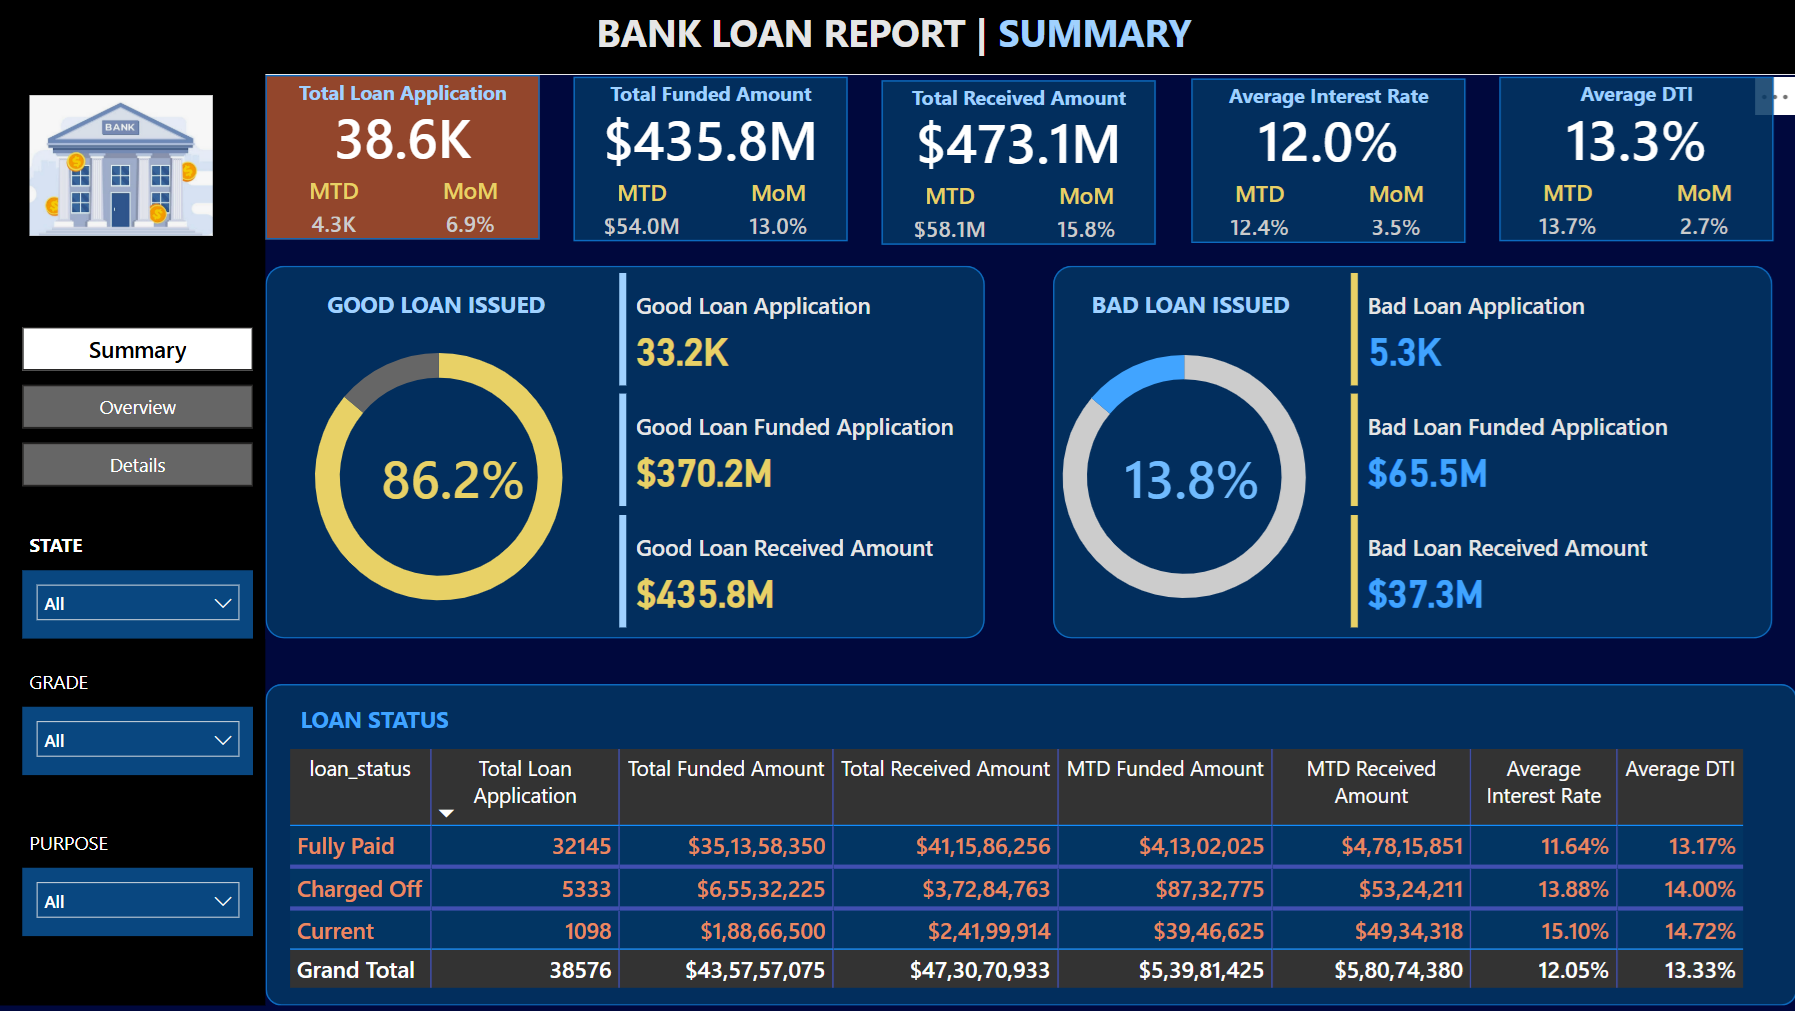 BANK LOAN REPORT | SUMMARY
BANK
Total Loan Application
38.6K
MTD MoM
4.3K 6.9%
Total Funded Amount
$435.8M
MTD MoM
$54.0M 13.0%
Total Received Amount
$473.1M
MTD MoM
$58.1M 15.8%
Average Interest Rate
12.0%
MTD MoM
12.4% 3.5%
Average DTI
13.3%
MTD MoM
13.7% 2.7%
Summary
Overview
Details
STATE
All
GRADE
All
PURPOSE
All
GOOD LOAN ISSUED
86.2%
Good Loan Application
33.2K
Good Loan Funded Application
$370.2M
Good Loan Received Amount
$435.8M
BAD LOAN ISSUED
13.8%
Bad Loan Application
5.3K
Bad Loan Funded Application
$65.5M
Bad Loan Received Amount
$37.3M
LOAN STATUS
loan_status Total Loan Application Total Funded Amount Total Received Amount MTD Funded Amount MTD Received Amount Average Interest Rate Average DTI
Fully Paid 32145 $35,13,58,350 $41,15,86,256 $4,13,02,025 $4,78,15,851 11.64% 13.17%
Charged Off 5333 $6,55,32,225 $3,72,84,763 $87,32,775 $53,24,211 13.88% 14.00%
Current 1098 $1,88,66,500 $2,41,99,914 $39,46,625 $49,34,318 15.10% 14.72%
Grand Total 38576 $43,57,57,075 $47,30,70,933 $5,39,81,425 $5,80,74,380 12.05% 13.33%